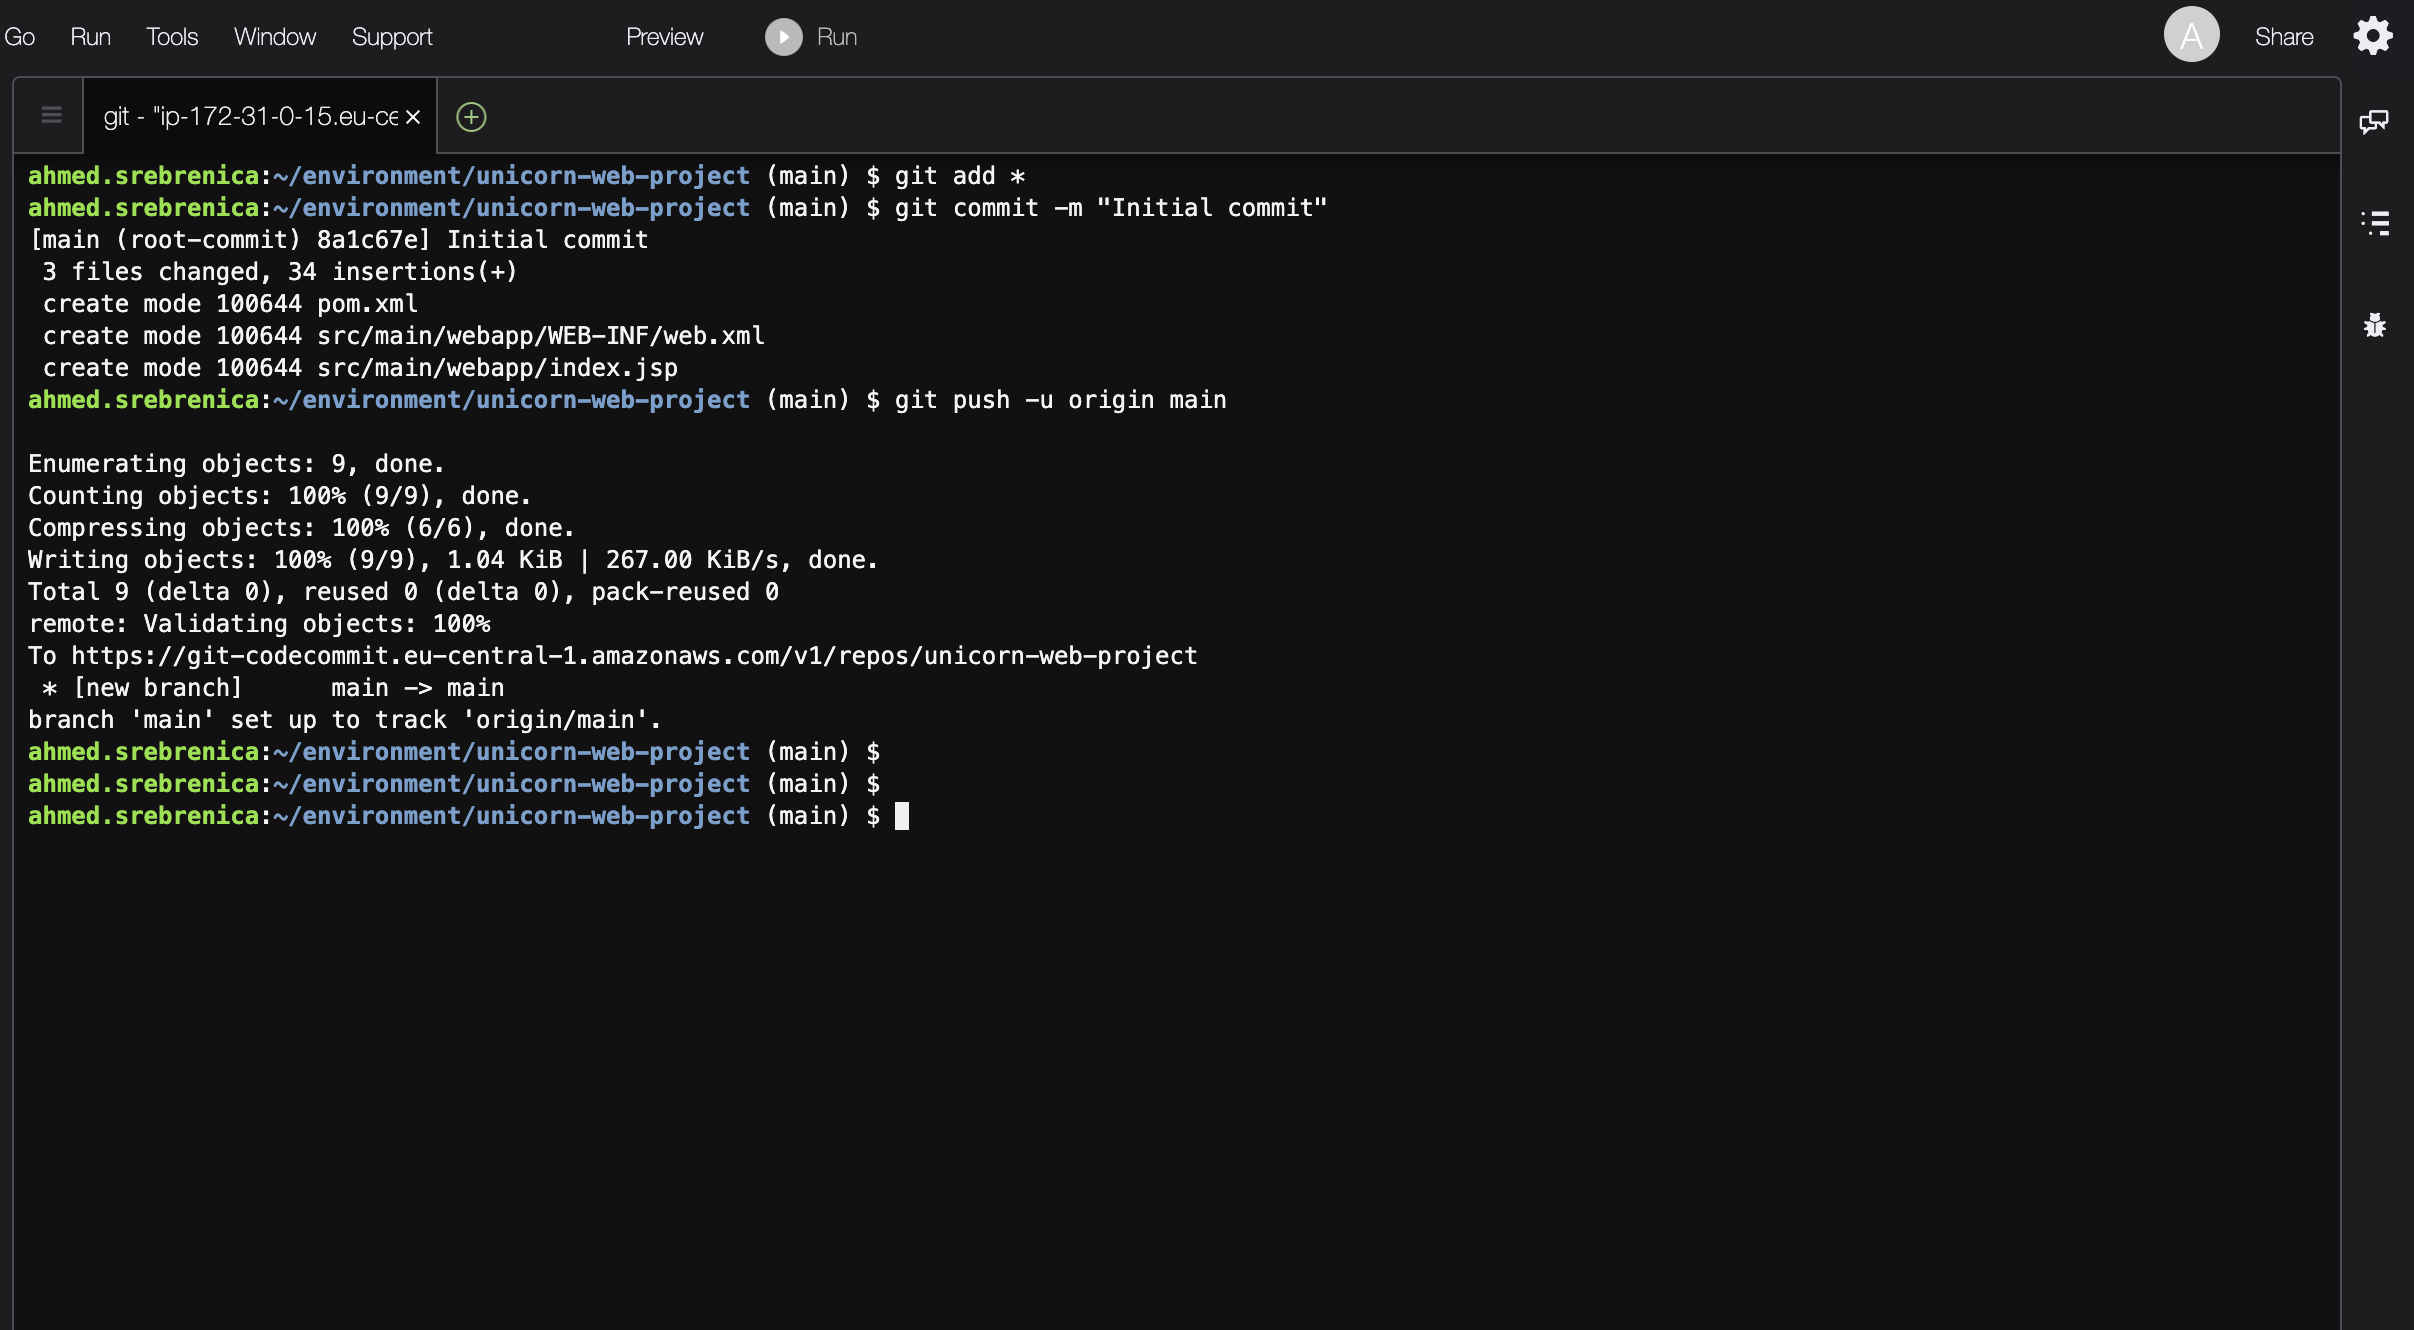 Go Run Tools Window Support Preview Run A Share
git - "ip-172-31-0-15.eu-ce
ahmed.srebrenica:~/environment/unicorn-web-project (main) $ git add *
ahmed.srebrenica:~/environment/unicorn-web-project (main) $ git commit -m "Initial commit"
[main (root-commit) 8a1c67e] Initial commit
 3 files changed, 34 insertions(+)
 create mode 100644 pom.xml
 create mode 100644 src/main/webapp/WEB-INF/web.xml
 create mode 100644 src/main/webapp/index.jsp
ahmed.srebrenica:~/environment/unicorn-web-project (main) $ git push -u origin main
Enumerating objects: 9, done.
Counting objects: 100% (9/9), done.
Compressing objects: 100% (6/6), done.
Writing objects: 100% (9/9), 1.04 KiB | 267.00 KiB/s, done.
Total 9 (delta 0), reused 0 (delta 0), pack-reused 0
remote: Validating objects: 100%
To https://git-codecommit.eu-central-1.amazonaws.com/v1/repos/unicorn-web-project
 * [new branch]      main -> main
branch 'main' set up to track 'origin/main'.
ahmed.srebrenica:~/environment/unicorn-web-project (main) $
ahmed.srebrenica:~/environment/unicorn-web-project (main) $
ahmed.srebrenica:~/environment/unicorn-web-project (main) $